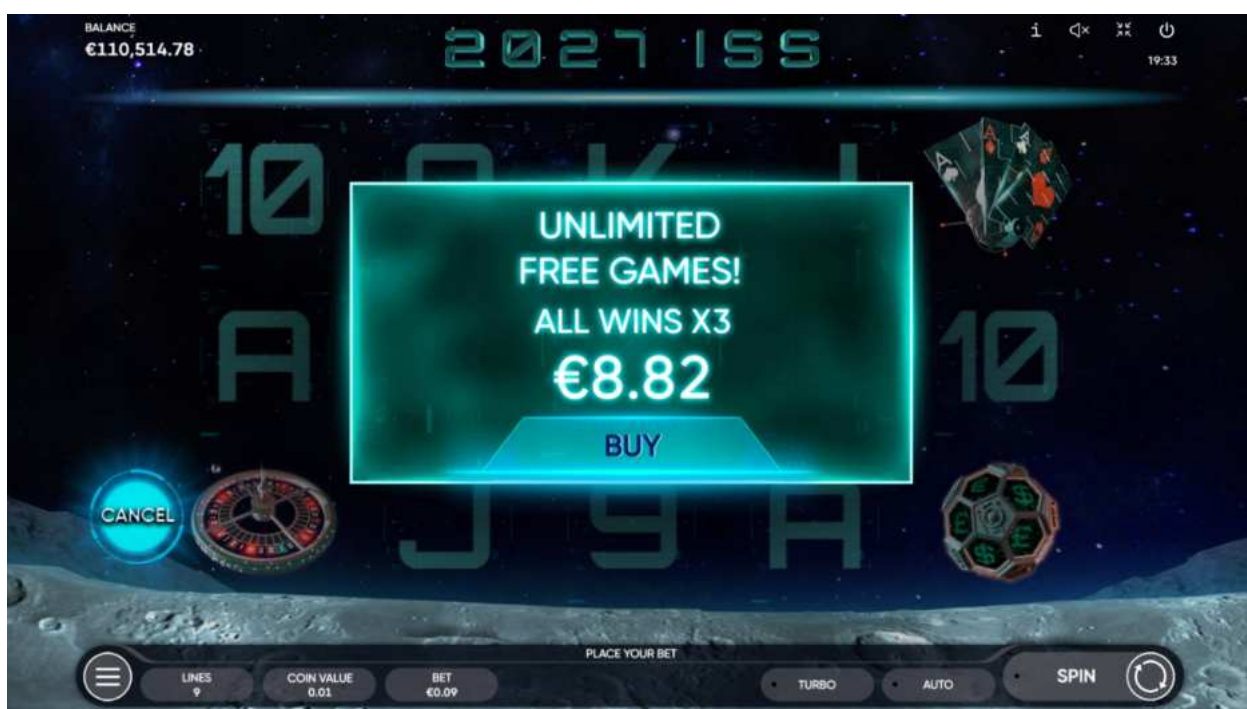 BALANCE
€110,514.78
2027 ISS
i
19:33
10
K
J
UNLIMITED
FREE GAMES!
ALL WINS X3
€8.82
BUY
A
10
CANCEL
J
9
A
PLACE YOUR BET
LINES
9
COIN VALUE
0.01
BET
€0.09
TURBO
AUTO
SPIN